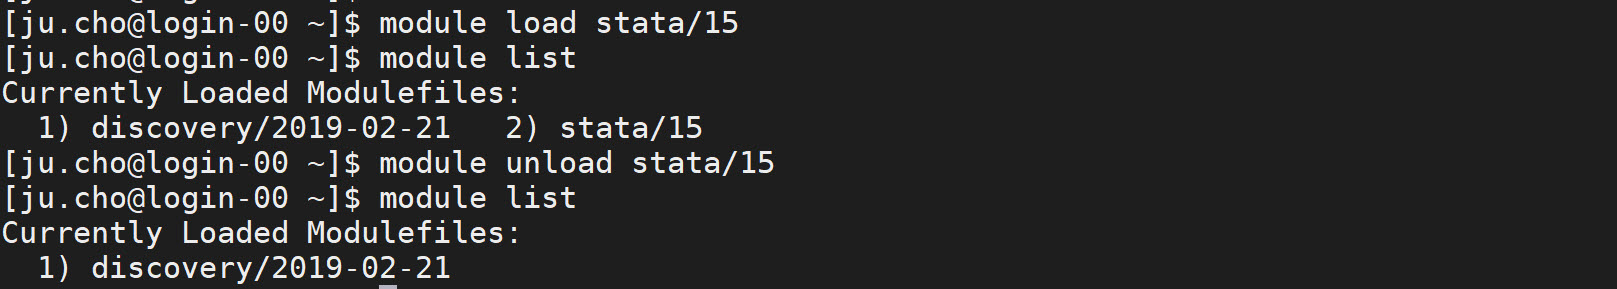 [ju.cho@login-00 ~]$ module load stata/15
[ju.cho@login-00 ~]$ module list
Currently Loaded Modulefiles:
  1) discovery/2019-02-21   2) stata/15
[ju.cho@login-00 ~]$ module unload stata/15
[ju.cho@login-00 ~]$ module list
Currently Loaded Modulefiles:
  1) discovery/2019-02-21